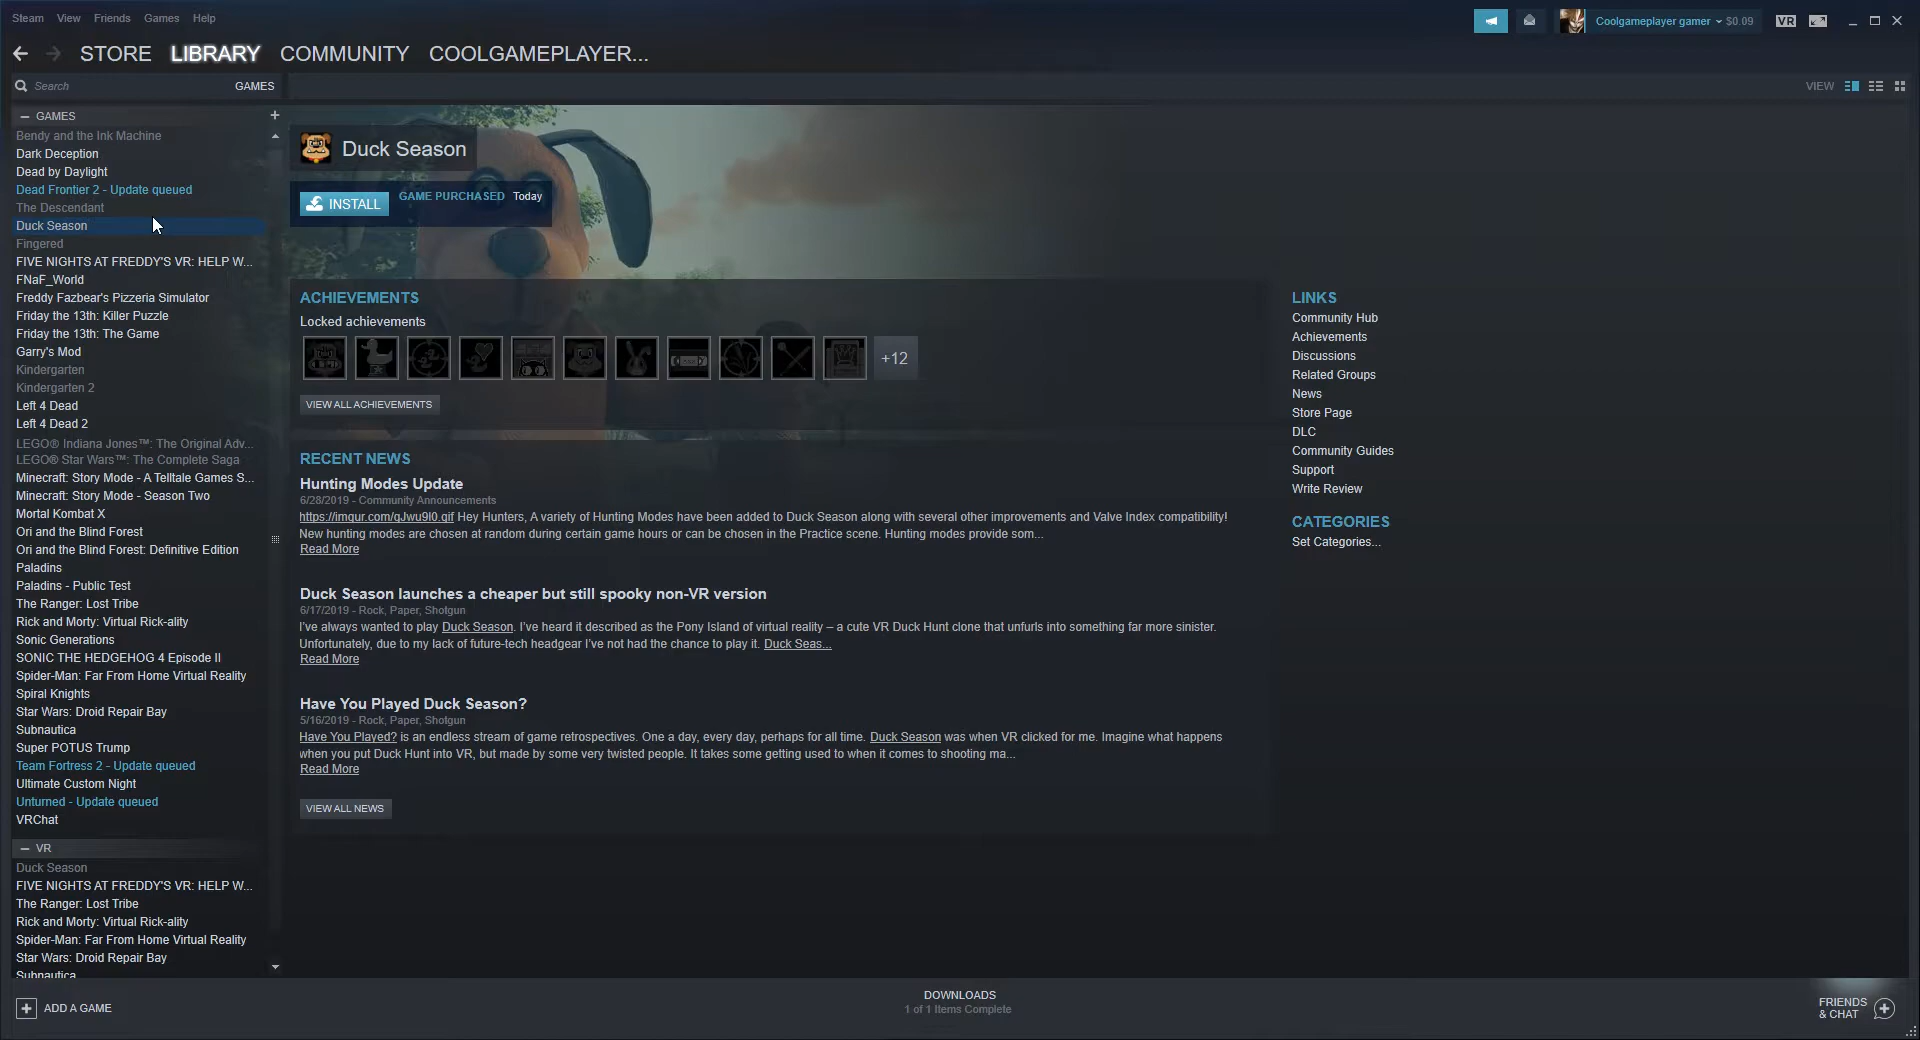 Steam View Friends Games Help
Coolgameplayer gamer $0.09 VR
STORE LIBRARY COMMUNITY COOLGAMEPLAYER...
Search GAMES
VIEW
GAMES
Bendy and the Ink Machine
Dark Deception
Dead by Daylight
Dead Frontier 2 - Update queued
The Descendant
Duck Season
Fingered
FIVE NIGHTS AT FREDDY'S VR: HELP W...
FNaF_World
Freddy Fazbear's Pizzeria Simulator
Friday the 13th: Killer Puzzle
Friday the 13th: The Game
Garry's Mod
Kindergarten
Kindergarten 2
Left 4 Dead
Left 4 Dead 2
LEGO® Indiana Jones™: The Original Adv...
LEGO® Star Wars™: The Complete Saga
Minecraft: Story Mode - A Telltale Games S...
Minecraft: Story Mode - Season Two
Mortal Kombat X
Ori and the Blind Forest
Ori and the Blind Forest: Definitive Edition
Paladins
Paladins - Public Test
The Ranger: Lost Tribe
Rick and Morty: Virtual Rick-ality
Sonic Generations
SONIC THE HEDGEHOG 4 Episode II
Spider-Man: Far From Home Virtual Reality
Spiral Knights
Star Wars: Droid Repair Bay
Subnautica
Super POTUS Trump
Team Fortress 2 - Update queued
Ultimate Custom Night
Unturned - Update queued
VRChat
VR
Duck Season
FIVE NIGHTS AT FREDDY'S VR: HELP W...
The Ranger: Lost Tribe
Rick and Morty: Virtual Rick-ality
Spider-Man: Far From Home Virtual Reality
Star Wars: Droid Repair Bay
Subnautica
Duck Season
INSTALL GAME PURCHASED Today
ACHIEVEMENTS
Locked achievements
+12
VIEW ALL ACHIEVEMENTS
RECENT NEWS
Hunting Modes Update
6/28/2019 - Community Announcements
https://imgur.com/gJwu9l0.gif Hey Hunters, A variety of Hunting Modes have been added to Duck Season along with several other improvements and Valve Index compatibility!
New hunting modes are chosen at random during certain game hours or can be chosen in the Practice scene. Hunting modes provide som...
Read More
Duck Season launches a cheaper but still spooky non-VR version
6/17/2019 - Rock, Paper, Shotgun
I've always wanted to play Duck Season. I've heard it described as the Pony Island of virtual reality – a cute VR Duck Hunt clone that unfurls into something far more sinister.
Unfortunately, due to my lack of future-tech headgear I've not had the chance to play it. Duck Seas...
Read More
Have You Played Duck Season?
5/16/2019 - Rock, Paper, Shotgun
Have You Played? is an endless stream of game retrospectives. One a day, every day, perhaps for all time. Duck Season was when VR clicked for me. Imagine what happens
when you put Duck Hunt into VR, but made by some very twisted people. It takes some getting used to when it comes to shooting ma...
Read More
VIEW ALL NEWS
LINKS
Community Hub
Achievements
Discussions
Related Groups
News
Store Page
DLC
Community Guides
Support
Write Review
CATEGORIES
Set Categories...
ADD A GAME
DOWNLOADS
1 of 1 Items Complete
FRIENDS
& CHAT